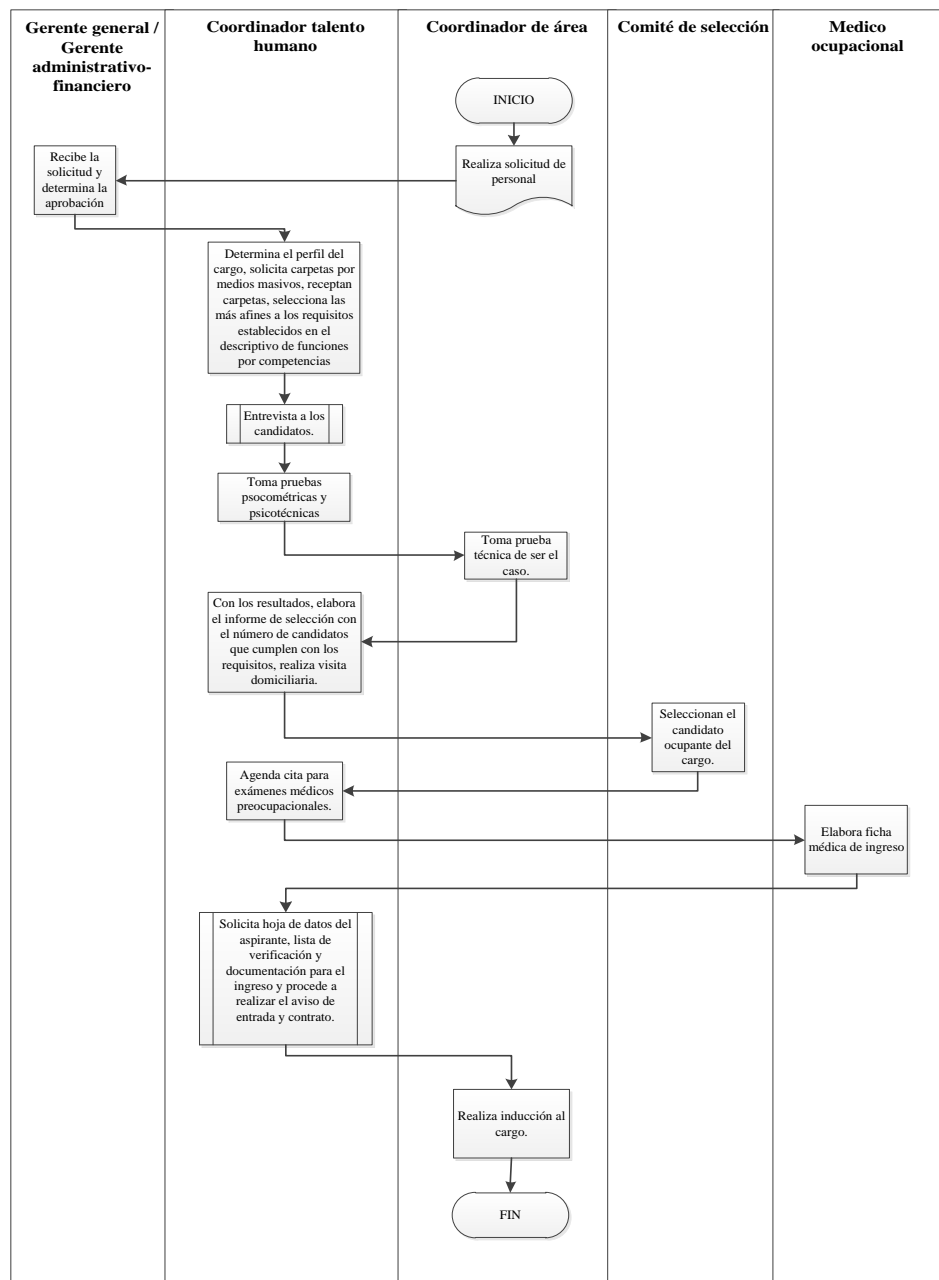 Gerente general /
Gerente
administrativo-
financiero
Coordinador talento
humano
Coordinador de área
Comité de selección
Medico
ocupacional
INICIO
Realiza solicitud de
personal
Recibe la
solicitud y
determina la
aprobación
Determina el perfil del
cargo, solicita carpetas por
medios masivos, receptan
carpetas, selecciona las
más afines a los requisitos
establecidos en el
descriptivo de funciones
por competencias
Entrevista a los
candidatos.
Toma pruebas
psocométricas y
psicotécnicas
Toma prueba
técnica de ser el
caso.
Con los resultados, elabora
el informe de selección con
el número de candidatos
que cumplen con los
requisitos, realiza visita
domiciliaria.
Seleccionan el
candidato
ocupante del
cargo.
Agenda cita para
exámenes médicos
preocupacionales.
Elabora ficha
médica de ingreso
Solicita hoja de datos del
aspirante, lista de
verificación y
documentación para el
ingreso y procede a
realizar el aviso de
entrada y contrato.
Realiza inducción al
cargo.
FIN